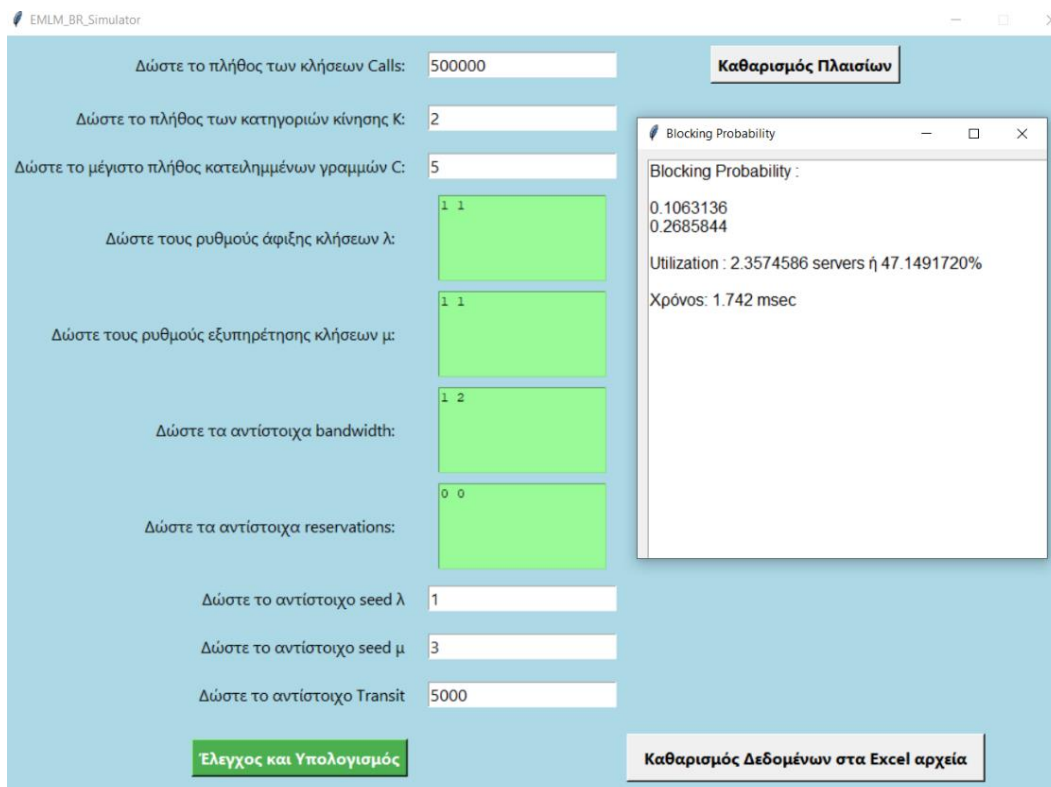 EMLM_BR_Simulator
Δώστε το πλήθος των κλήσεων Calls: 500000
Καθαρισμός Πλαισίων
Δώστε το πλήθος των κατηγοριών κίνησης K: 2
Δώστε το μέγιστο πλήθος κατειλημμένων γραμμών C: 5
Δώστε τους ρυθμούς άφιξης κλήσεων λ: 1 1
Δώστε τους ρυθμούς εξυπηρέτησης κλήσεων μ: 1 1
Δώστε τα αντίστοιχα bandwidth: 1 2
Δώστε τα αντίστοιχα reservations: 0 0
Δώστε το αντίστοιχο seed λ 1
Δώστε το αντίστοιχο seed μ 3
Δώστε το αντίστοιχο Transit 5000
Έλεγχος και Υπολογισμός
Καθαρισμός Δεδομένων στα Excel αρχεία
Blocking Probability
Blocking Probability :
0.1063136
0.2685844
Utilization : 2.3574586 servers ή 47.1491720%
Χρόνος: 1.742 msec